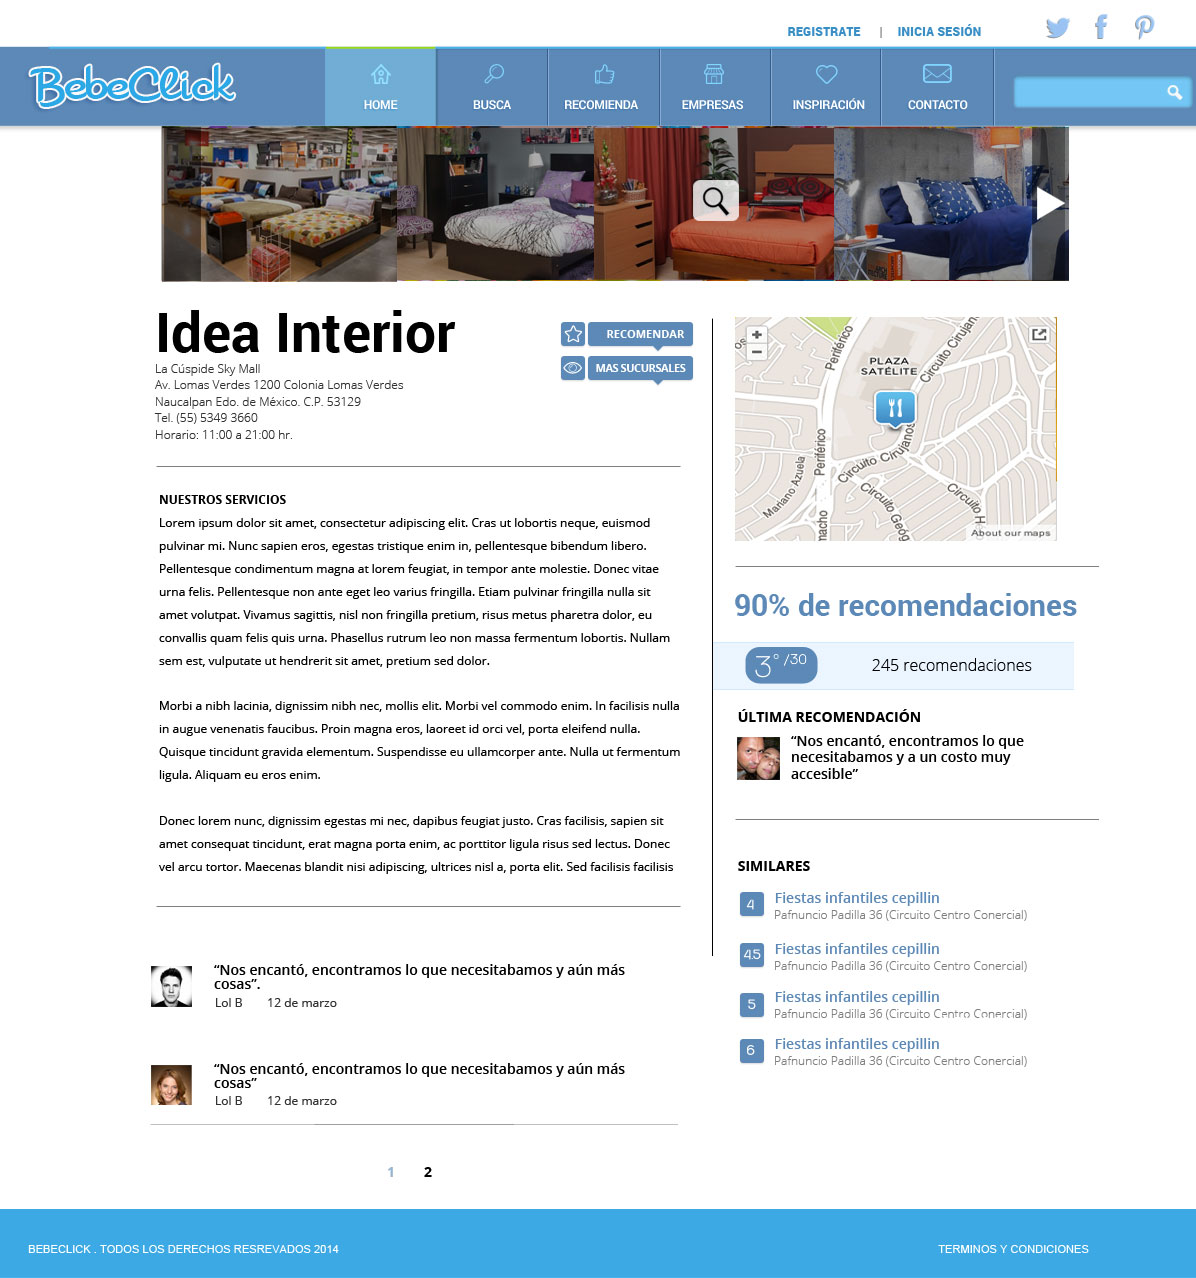 REGISTRATE | INICIA SESIÓN
BebeClick
HOME
BUSCA
RECOMIENDA
EMPRESAS
INSPIRACIÓN
CONTACTO
Idea Interior
RECOMENDAR
MAS SUCURSALES
La Cúspide Sky Mall
Av. Lomas Verdes 1200 Colonia Lomas Verdes
Naucalpan Edo. de México. C.P. 53129
Tel. (55) 5349 3660
Horario: 11:00 a 21:00 hr.
NUESTROS SERVICIOS
Lorem ipsum dolor sit amet, consectetur adipiscing elit. Cras ut lobortis neque, euismod
pulvinar mi. Nunc sapien eros, egestas tristique enim in, pellentesque bibendum libero.
Pellentesque condimentum magna at lorem feugiat, in tempor ante molestie. Donec vitae
urna felis. Pellentesque non ante eget leo varius fringilla. Etiam pulvinar fringilla nulla sit
amet volutpat. Vivamus sagittis, nisl non fringilla pretium, risus metus pharetra dolor, eu
convallis quam felis quis urna. Phasellus rutrum leo non massa fermentum lobortis. Nullam
sem est, vulputate ut hendrerit sit amet, pretium sed dolor.
Morbi a nibh lacinia, dignissim nibh nec, mollis elit. Morbi vel commodo enim. In facilisis nulla
in augue venenatis faucibus. Proin magna eros, laoreet id orci vel, porta eleifend nulla.
Quisque tincidunt gravida elementum. Suspendisse eu ullamcorper ante. Nulla ut fermentum
ligula. Aliquam eu eros enim.
Donec lorem nunc, dignissim egestas mi nec, dapibus feugiat justo. Cras facilisis, sapien sit
amet consequat tincidunt, erat magna porta enim, ac porttitor ligula risus sed lectus. Donec
vel arcu tortor. Maecenas blandit nisi adipiscing, ultrices nisl a, porta elit. Sed facilisis facilisis
“Nos encantó, encontramos lo que necesitabamos y aún más
cosas”.
Lol B 12 de marzo
“Nos encantó, encontramos lo que necesitabamos y aún más
cosas”
Lol B 12 de marzo
1 2
+
−
Periférico
Circuito Cirujanos
PLAZA
SATÉLITE
Periférico
Circuito Cirujanos
Mariano Azuela
macho
Circuito Geóg
Circuito H
About our maps
90% de recomendaciones
3° /30
245 recomendaciones
ÚLTIMA RECOMENDACIÓN
“Nos encantó, encontramos lo que
necesitabamos y a un costo muy
accesible”
SIMILARES
4 Fiestas infantiles cepillin
Pafnuncio Padilla 36 (Circuito Centro Comercial)
4.5 Fiestas infantiles cepillin
Pafnuncio Padilla 36 (Circuito Centro Comercial)
5 Fiestas infantiles cepillin
Pafnuncio Padilla 36 (Circuito Centro Comercial)
6 Fiestas infantiles cepillin
Pafnuncio Padilla 36 (Circuito Centro Comercial)
BEBECLICK . TODOS LOS DERECHOS RESREVADOS 2014
TERMINOS Y CONDICIONES